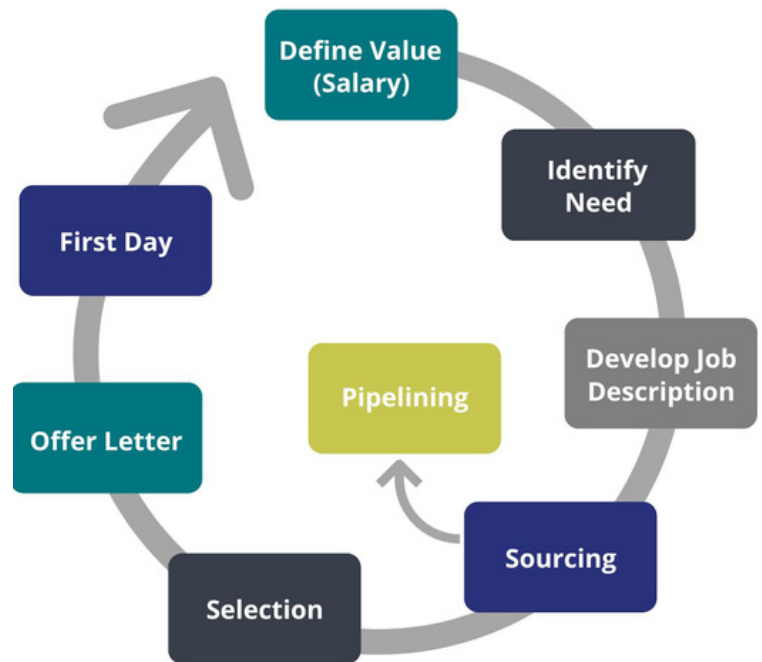 Define Value
(Salary)
Identify
Need
First Day
Develop Job
Description
Pipelining
Offer Letter
Sourcing
Selection